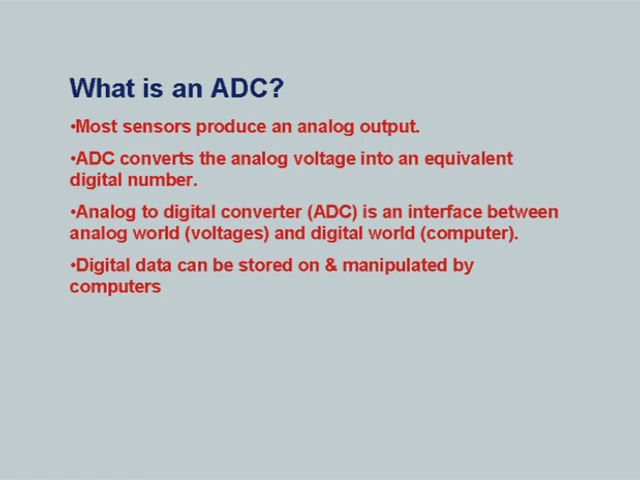 What is an ADC?
•Most sensors produce an analog output.
•ADC converts the analog voltage into an equivalent
digital number.
•Analog to digital converter (ADC) is an interface between
analog world (voltages) and digital world (computer).
•Digital data can be stored on & manipulated by
computers